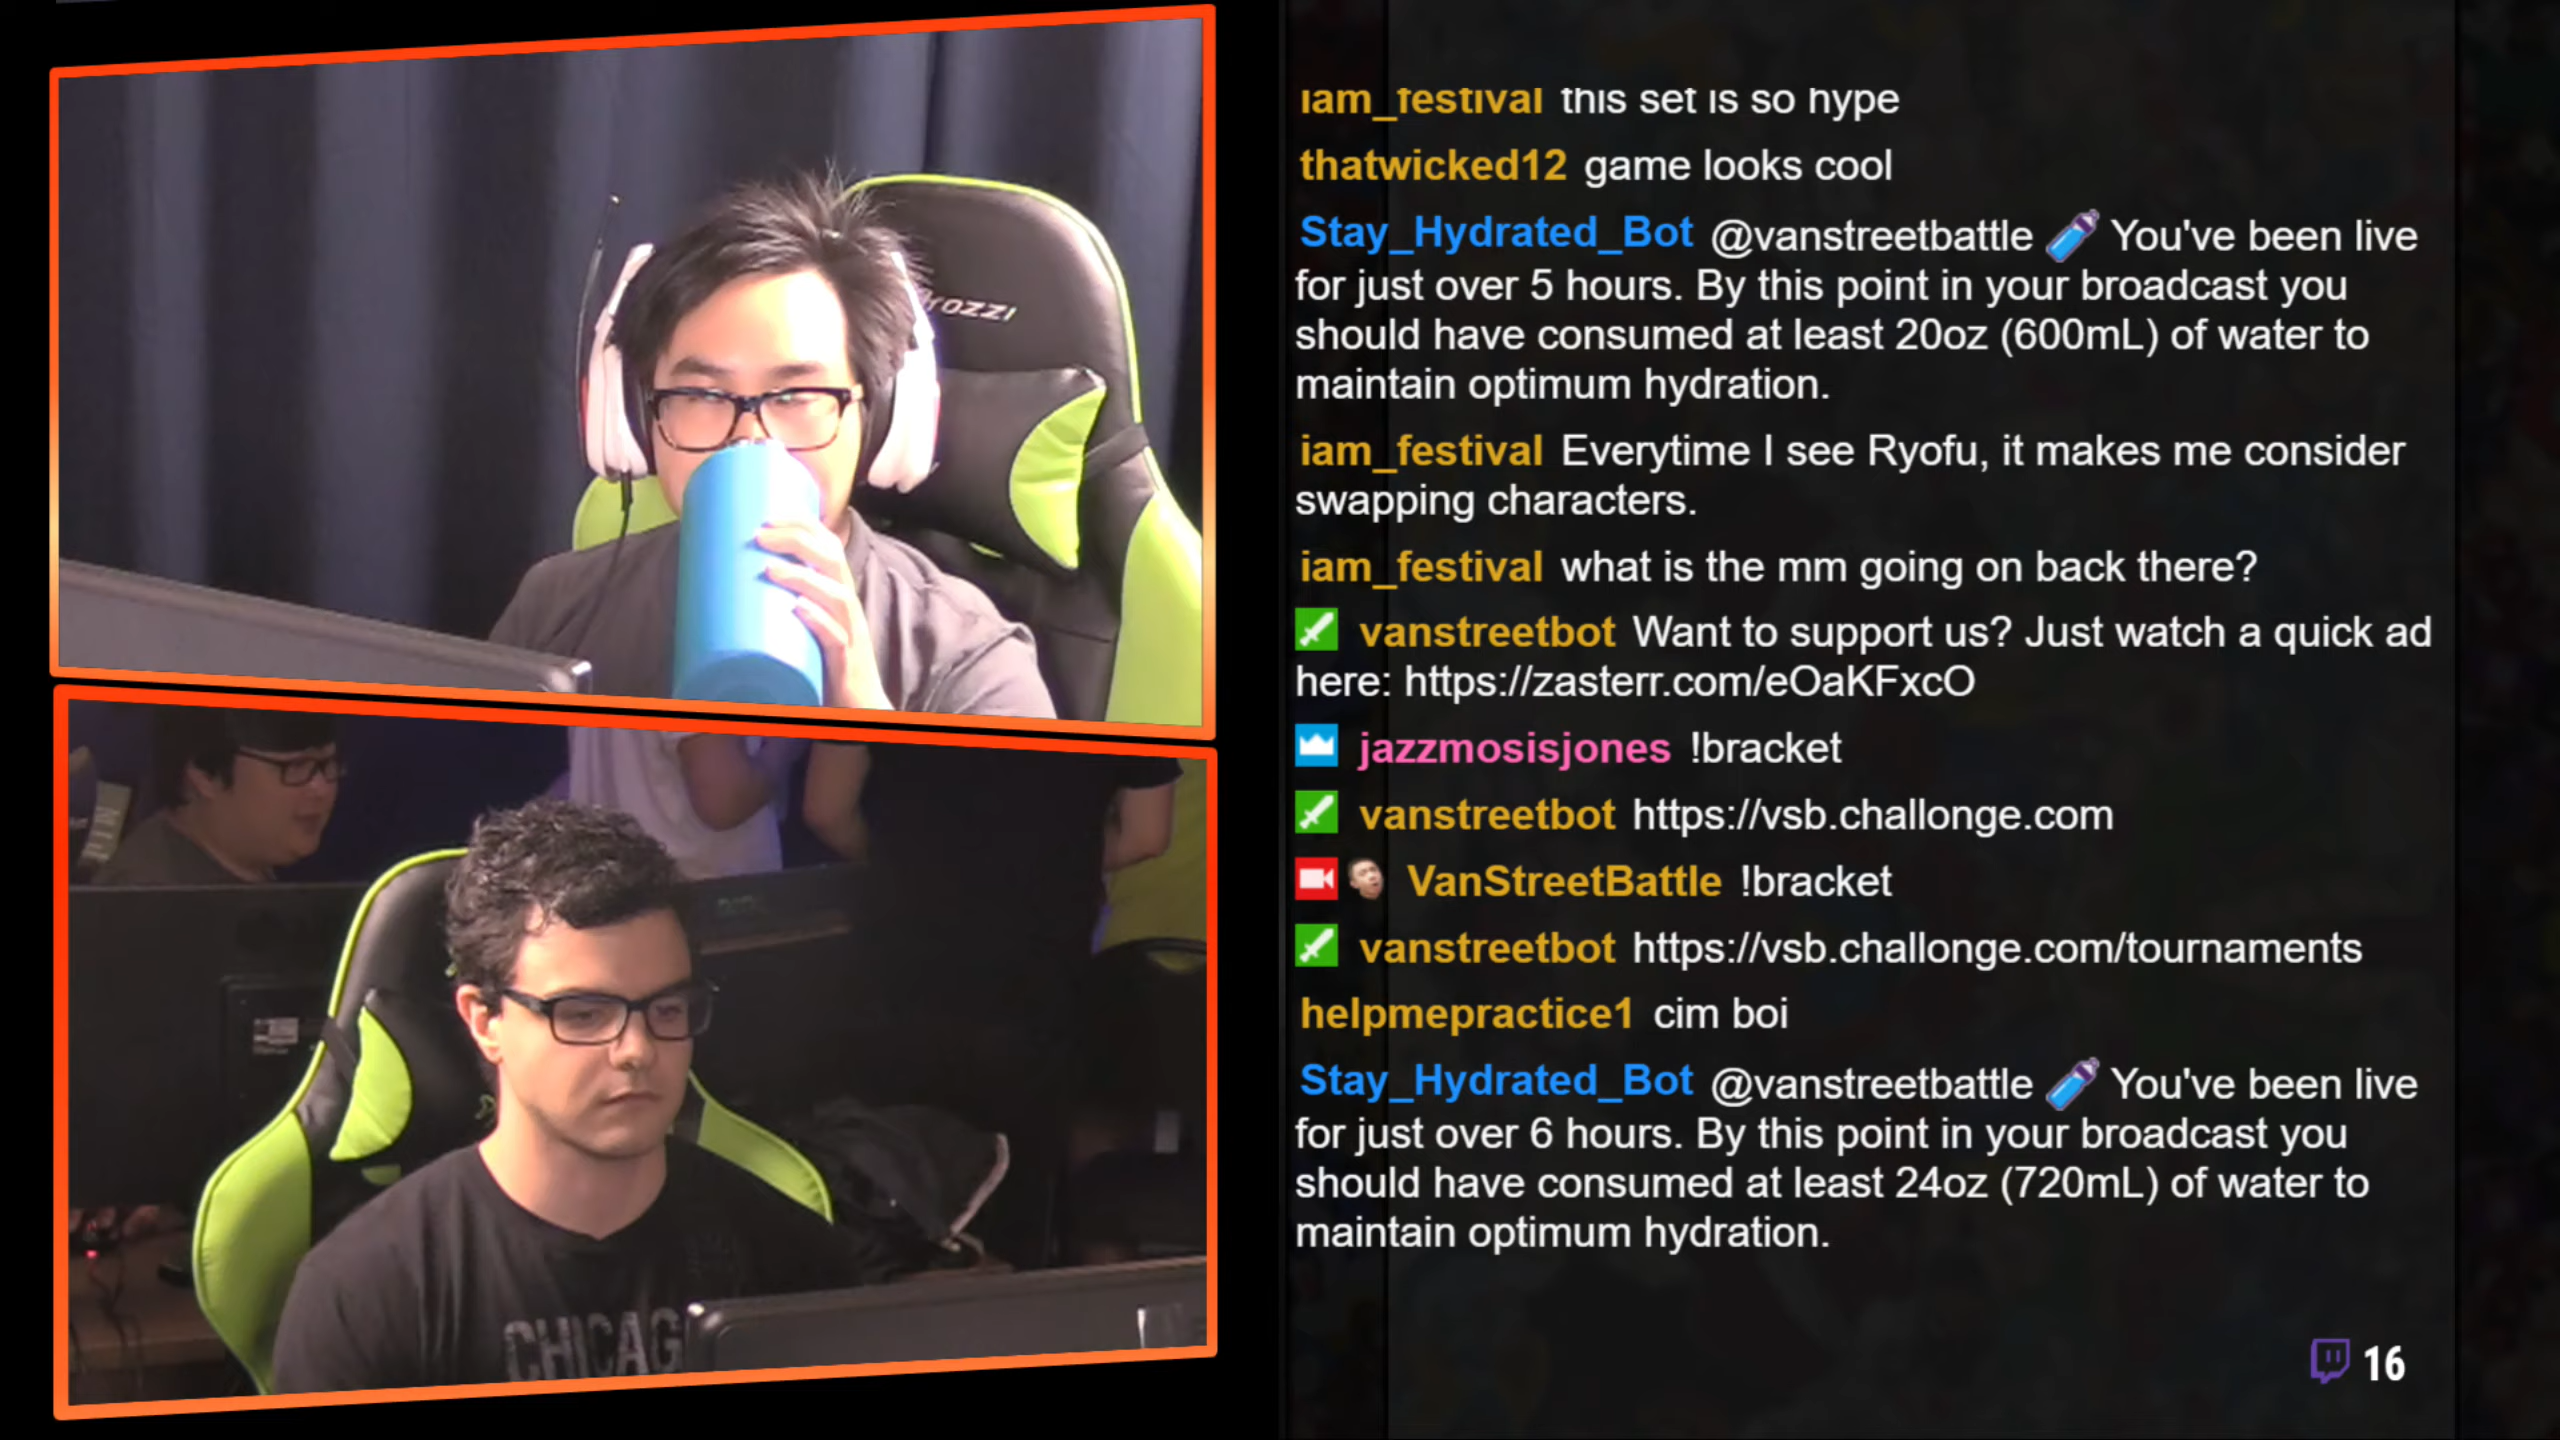 iam_festival this set is so hype
thatwicked12 game looks cool
Stay_Hydrated_Bot @vanstreetbattle You've been live
for just over 5 hours. By this point in your broadcast you
should have consumed at least 20oz (600mL) of water to
maintain optimum hydration.
iam_festival Everytime I see Ryofu, it makes me consider
swapping characters.
iam_festival what is the mm going on back there?
vanstreetbot Want to support us? Just watch a quick ad
here: https://zasterr.com/eOaKFxcO
jazzmosisjones !bracket
vanstreetbot https://vsb.challonge.com
VanStreetBattle !bracket
vanstreetbot https://vsb.challonge.com/tournaments
helpmepractice1 cim boi
Stay_Hydrated_Bot @vanstreetbattle You've been live
for just over 6 hours. By this point in your broadcast you
should have consumed at least 24oz (720mL) of water to
maintain optimum hydration.
16
rozzi
CHICAG